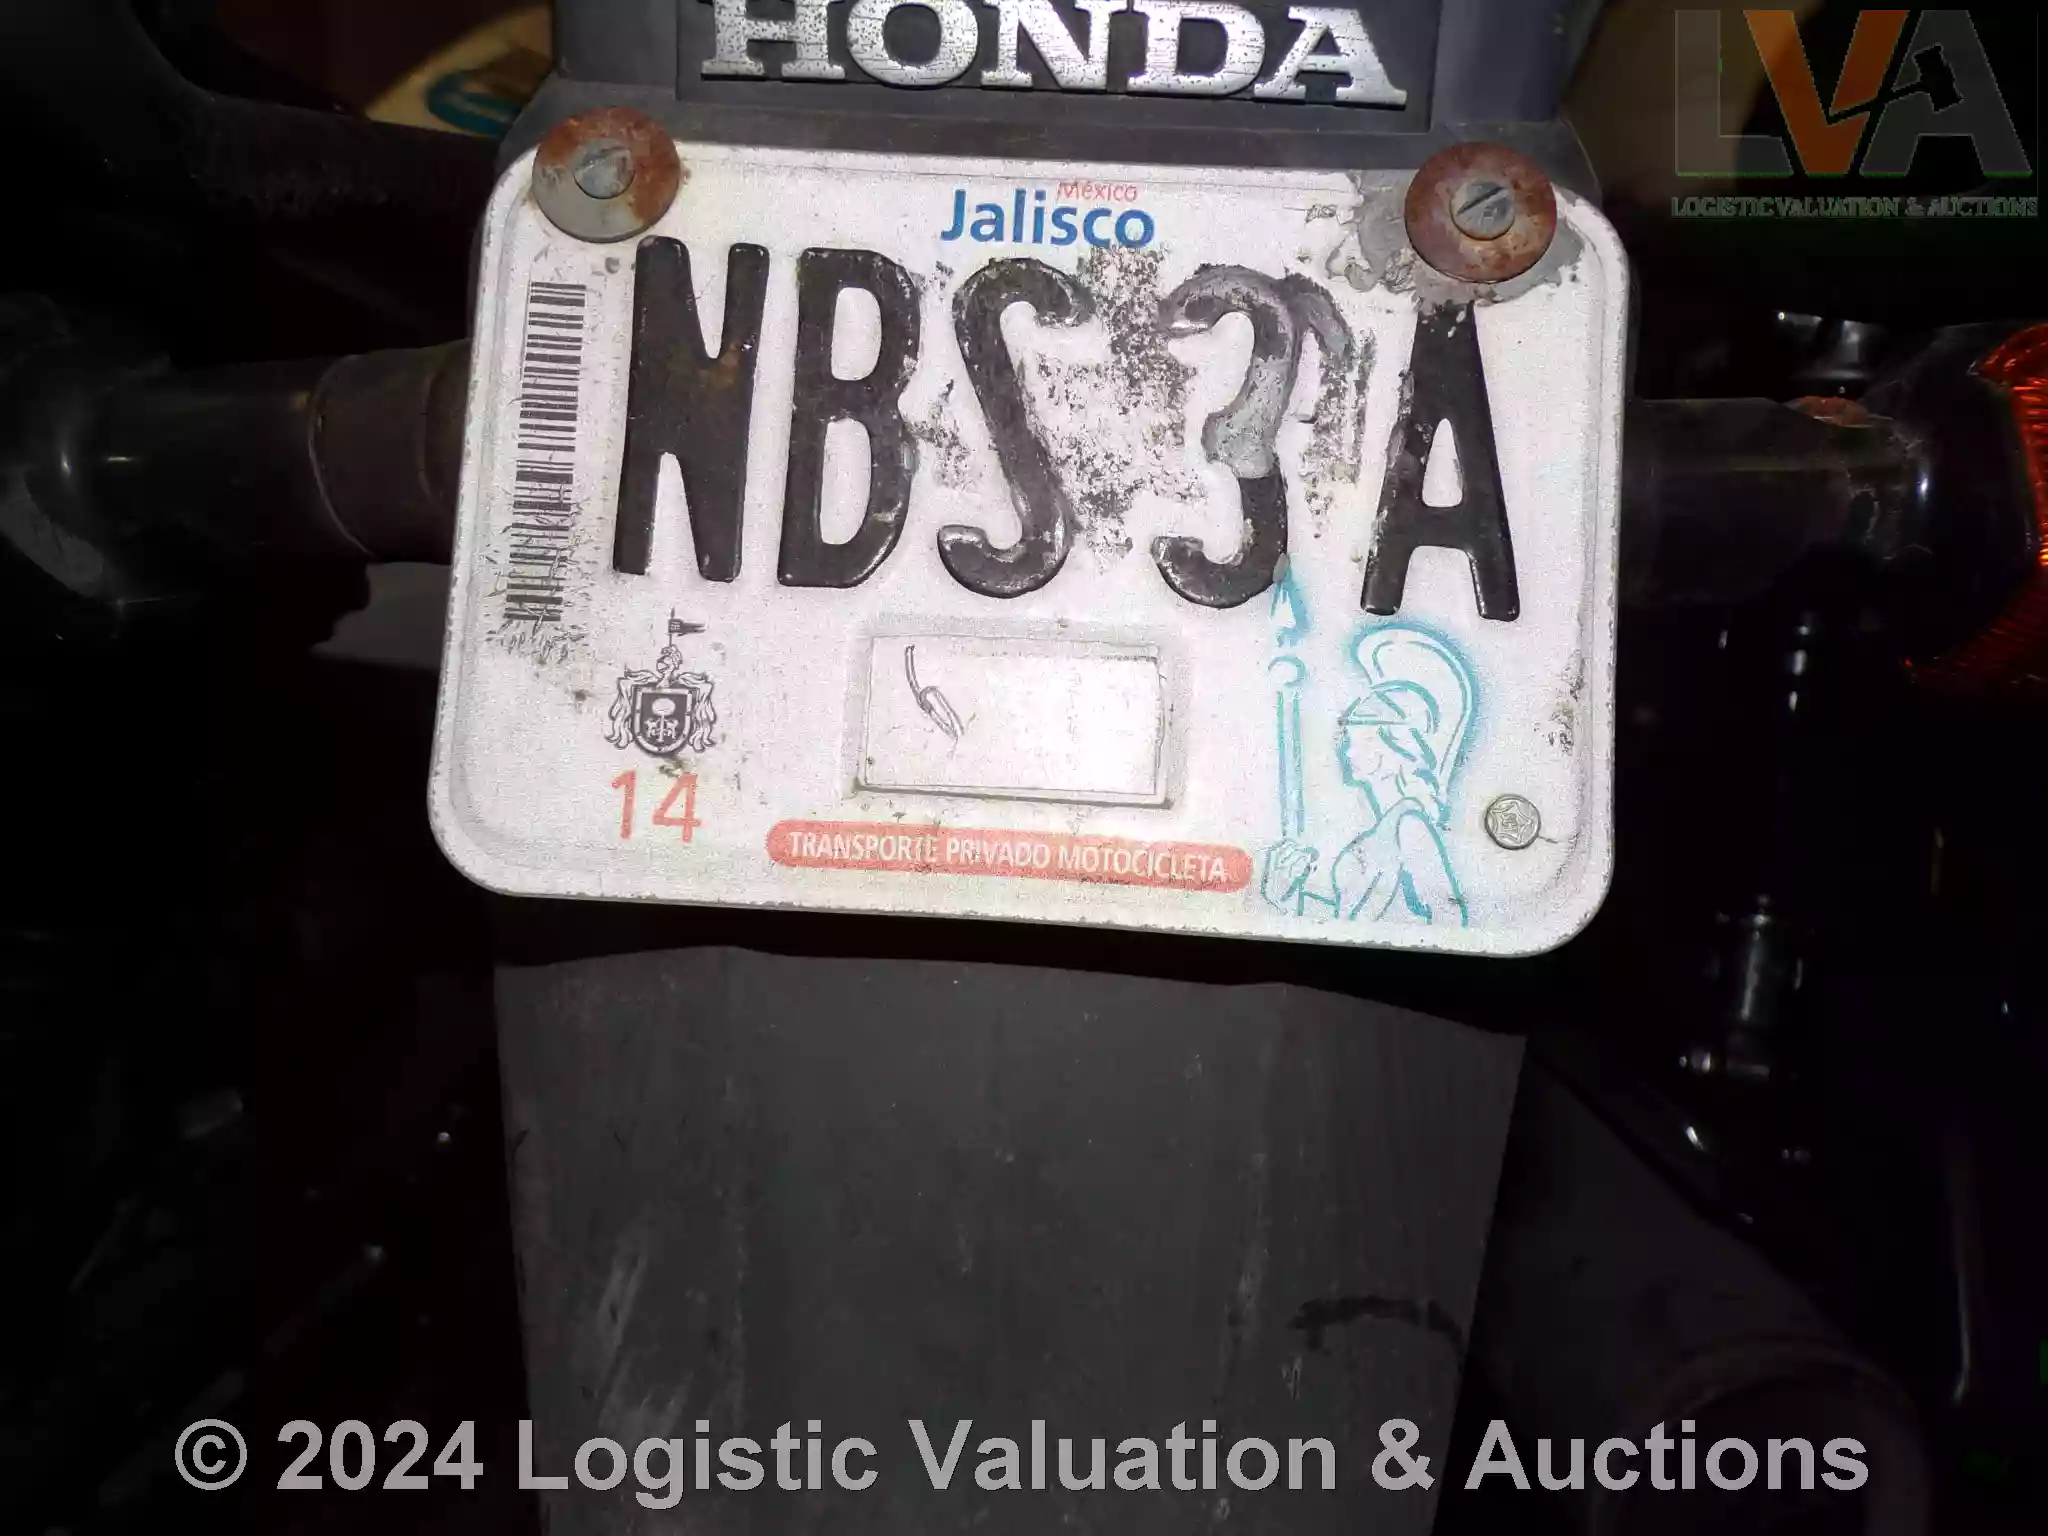 HONDA
LVA
LOGISTIC VALUATION & AUCTIONS
México
Jalisco
NBS3A
14
TRANSPORTE PRIVADO MOTOCICLETA
© 2024 Logistic Valuation & Auctions